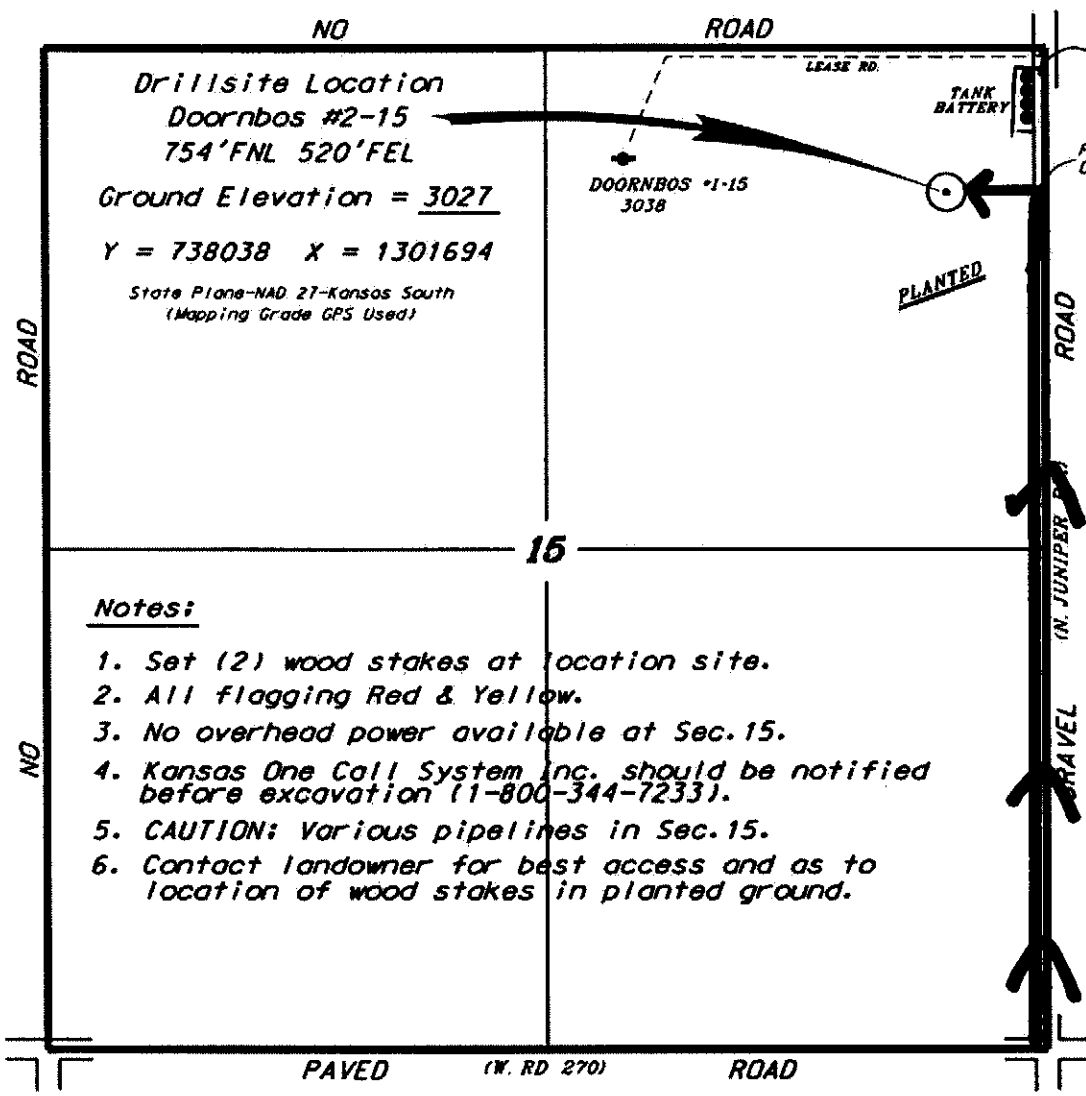 NO ROAD
Drillsite Location
Doornbos #2-15
754'FNL 520'FEL
Ground Elevation = 3027
Y = 738038 X = 1301694
State Plane-NAD 27-Kansas South
(Mapping Grade GPS Used)
LEASE RD.
TANK
BATTERY
DOORNBOS #1-15
3038
PLANTED
NO ROAD
ROAD
(N. JUNIPER
15
Notes:
1. Set (2) wood stakes at location site.
2. All flagging Red & Yellow.
3. No overhead power available at Sec.15.
4. Kansas One Call System Inc. should be notified
before excavation (1-800-344-7233).
5. CAUTION: Various pipelines in Sec.15.
6. Contact landowner for best access and as to
location of wood stakes in planted ground.
PAVED (W. RD 270) ROAD